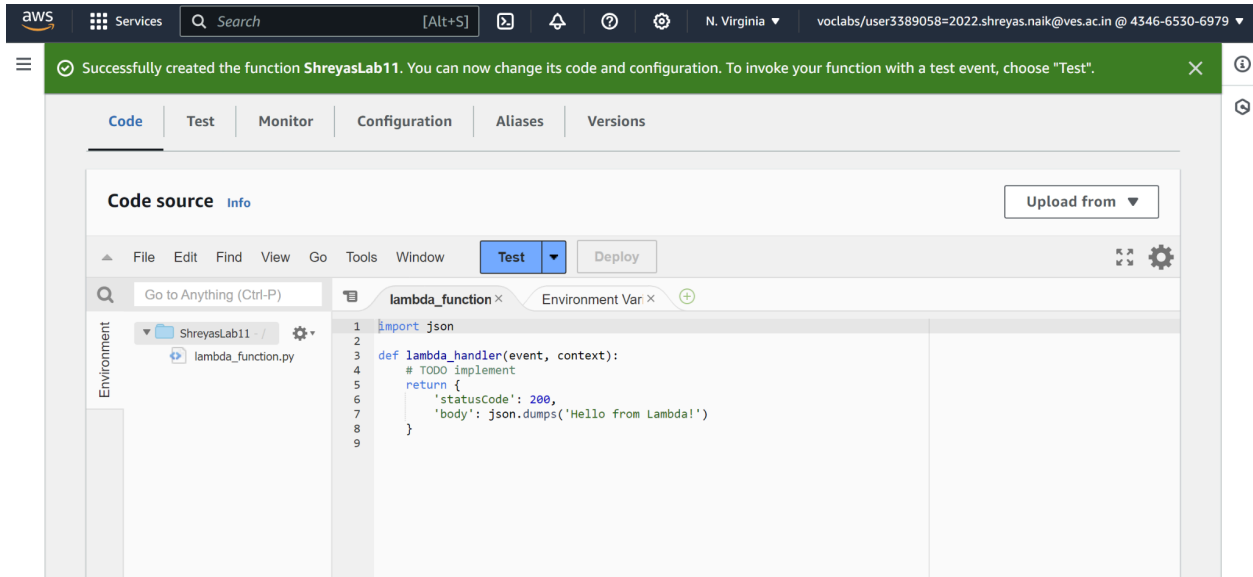 aws Services Search [Alt+S] N. Virginia voclabs/user3389058=2022.shreyas.naik@ves.ac.in @ 4346-6530-6979
Successfully created the function ShreyasLab11. You can now change its code and configuration. To invoke your function with a test event, choose "Test".
Code Test Monitor Configuration Aliases Versions
Code source Info Upload from
File Edit Find View Go Tools Window Test Deploy
Go to Anything (Ctrl-P) lambda_function Environment Var
Environment
ShreyasLab11 - /
lambda_function.py
1 import json
2
3 def lambda_handler(event, context):
4 # TODO implement
5 return {
6 'statusCode': 200,
7 'body': json.dumps('Hello from Lambda!')
8 }
9